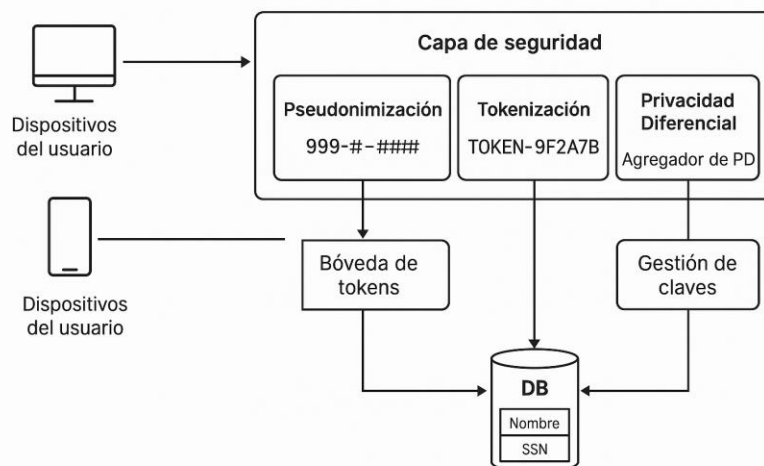 Capa de seguridad
Dispositivos
del usuario
Pseudonimización
999-#-####
Tokenización
TOKEN-9F2A7B
Privacidad
Diferencial
Agregador de PD
Dispositivos
del usuario
Bóveda de
tokens
Gestión de
claves
DB
Nombre
SSN